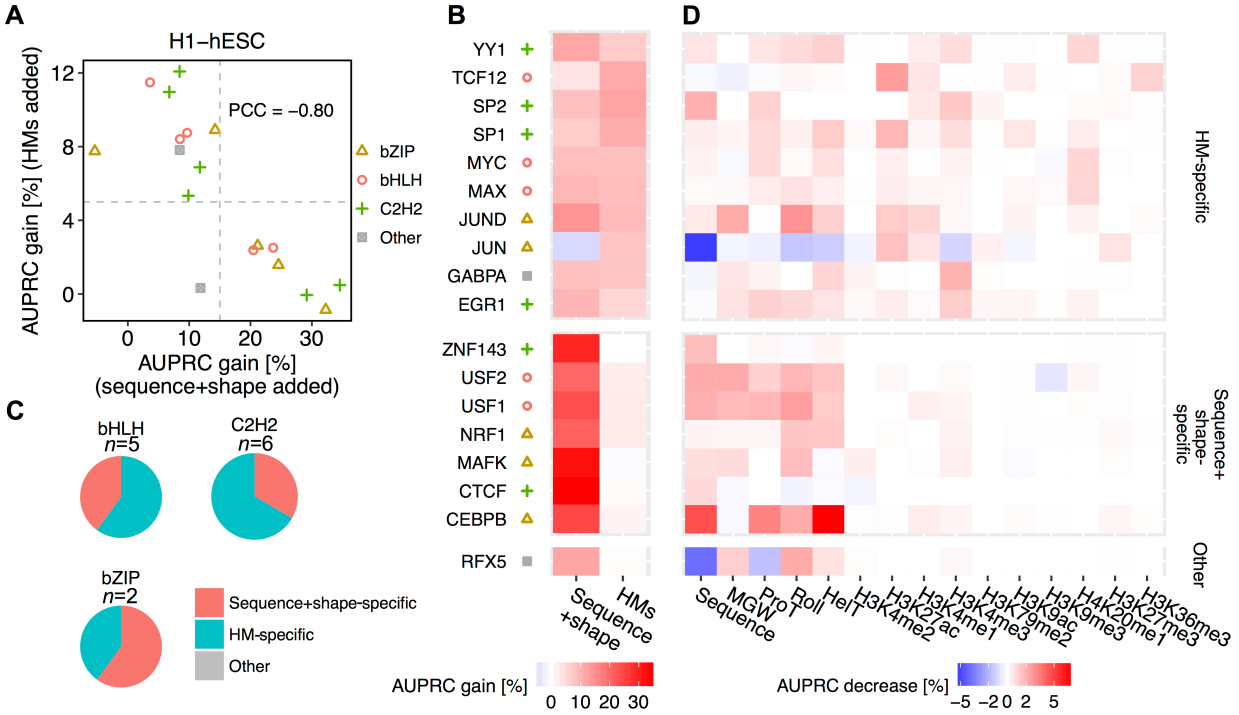 A
H1−hESC
AUPRC gain [%] (HMs added)
12
8
4
0
PCC = −0.80
0
10
20
30
AUPRC gain [%]
(sequence+shape added)
bZIP
bHLH
C2H2
Other
B
YY1
TCF12
SP2
SP1
MYC
MAX
JUND
JUN
GABPA
EGR1
ZNF143
USF2
USF1
NRF1
MAFK
CTCF
CEBPB
RFX5
Sequence
+shape
HMs
AUPRC gain [%]
0
10
20
30
C
bHLH
n=5
C2H2
n=6
bZIP
n=2
Sequence+shape-specific
HM-specific
Other
D
HM-specific
Sequence+
shape-
specific
Other
Sequence
MGW
ProT
Roll
HelT
H3K4me2
H3K27ac
H3K4me1
H3K4me3
H3K79me2
H3K9ac
H3K9me3
H4K20me1
H3K27me3
H3K36me3
AUPRC decrease [%]
−5
−2
0
2
5